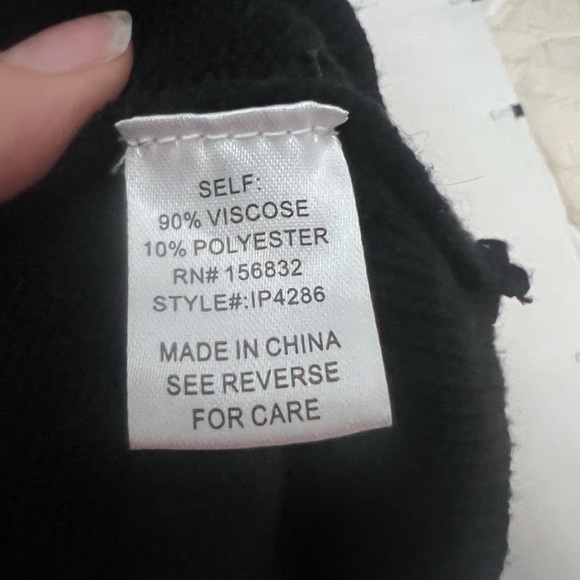 SELF:
90% VISCOSE
10% POLYESTER
RN# 156832
STYLE#:IP4286
MADE IN CHINA
SEE REVERSE
FOR CARE